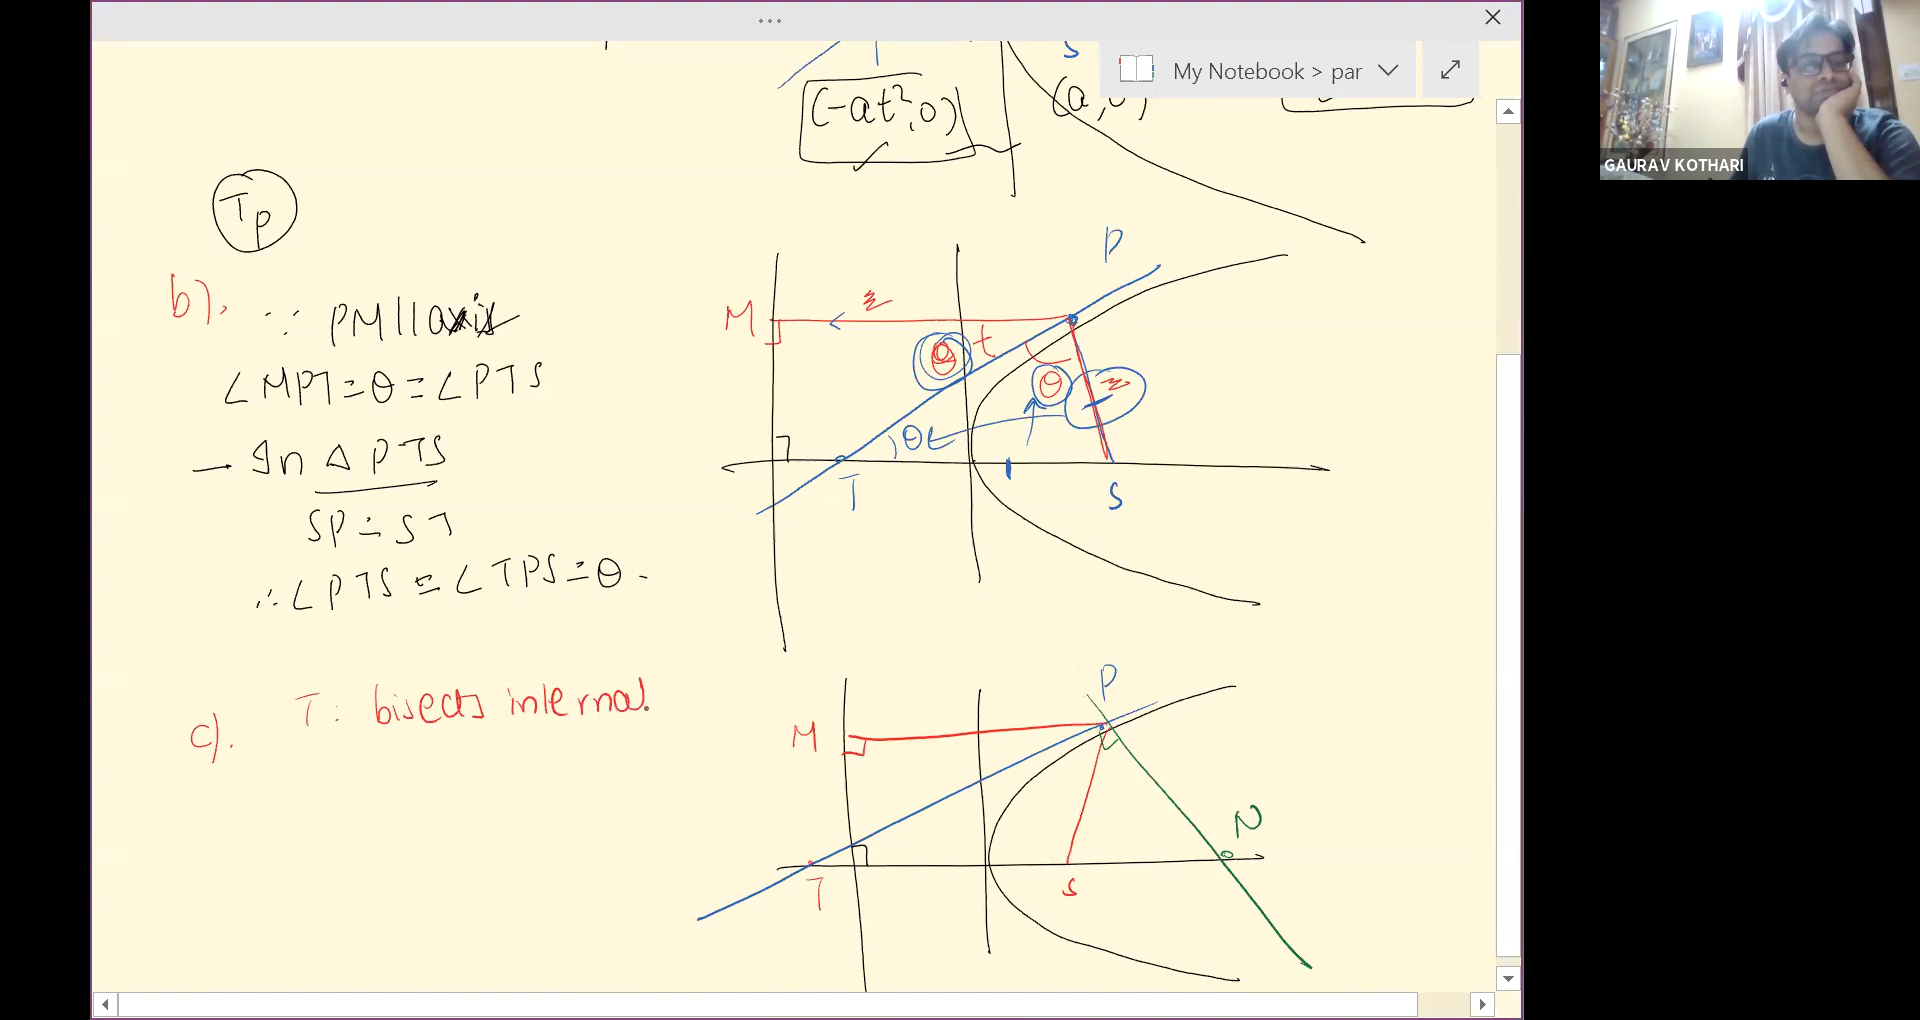 My Notebook > par
S
(-at², 0)
(a, 0)
GAURAV KOTHARI
Tp
b).
∵ PM || axis
∠MPT = θ = ∠PTS
→ In △ PTS
SP = ST
∴ ∠PTS = ∠TPS = θ
P
M
θ
t
θ
θ
T
S
c). T: bisects internal
P
M
N
T
S